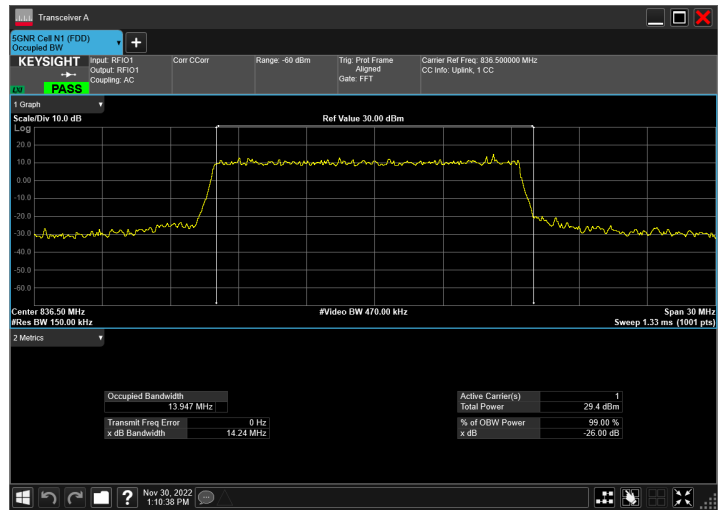 Transceiver A
5GNR Cell N1 (FDD)
Occupied BW
KEYSIGHT
PASS
Input: RFIO1
Output: RFIO1
Coupling: AC
Corr CCorr
Range: -60 dBm
Trig: Prot Frame
Aligned
Gate: FFT
Carrier Ref Freq: 836.500000 MHz
CC Info: Uplink, 1 CC
1 Graph
Scale/Div 10.0 dB
Ref Value 30.00 dBm
Log
20.0
10.0
0.00
-10.0
-20.0
-30.0
-40.0
-50.0
-60.0
Center 836.50 MHz
#Video BW 470.00 kHz
Span 30 MHz
#Res BW 150.00 kHz
Sweep 1.33 ms (1001 pts)
2 Metrics
Occupied Bandwidth
13.947 MHz
Transmit Freq Error 0 Hz
x dB Bandwidth 14.24 MHz
Active Carrier(s) 1
Total Power 29.4 dBm
% of OBW Power 99.00 %
x dB -26.00 dB
Nov 30, 2022
1:10:38 PM